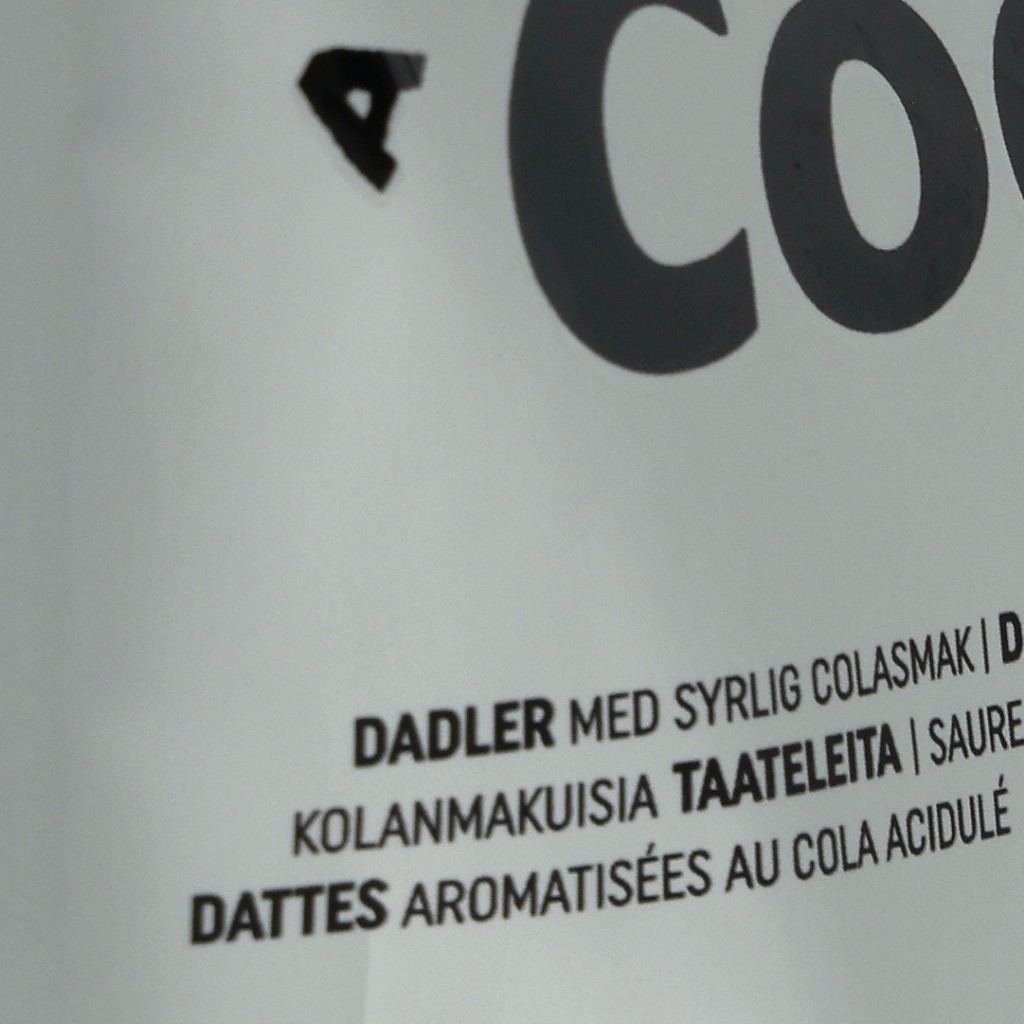 A
Co
DADLER MED SYRLIG COLASMAK | D
KOLANMAKUISIA TAATELEITA | SAURE
DATTES AROMATISÉES AU COLA ACIDULÉ